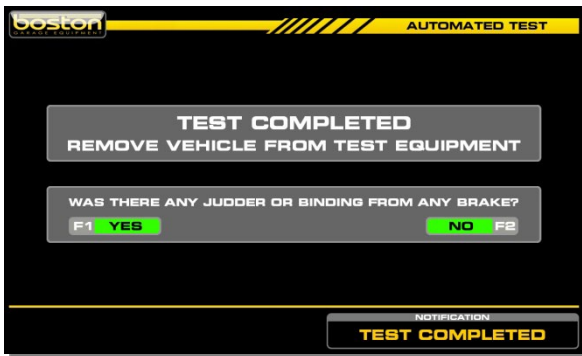 boston
GARAGE EQUIPMENT
AUTOMATED TEST
TEST COMPLETED
REMOVE VEHICLE FROM TEST EQUIPMENT
WAS THERE ANY JUDDER OR BINDING FROM ANY BRAKE?
F1 YES NO F2
NOTIFICATION
TEST COMPLETED